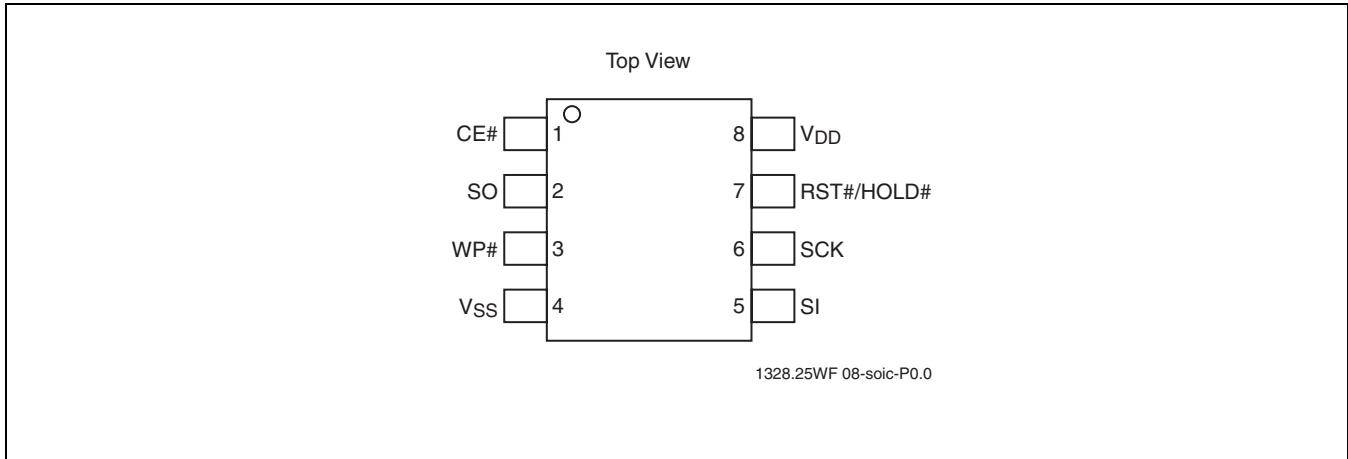 Top View
CE# 1 8 VDD
SO 2 7 RST#/HOLD#
WP# 3 6 SCK
VSS 4 5 SI
1328.25WF 08-soic-P0.0